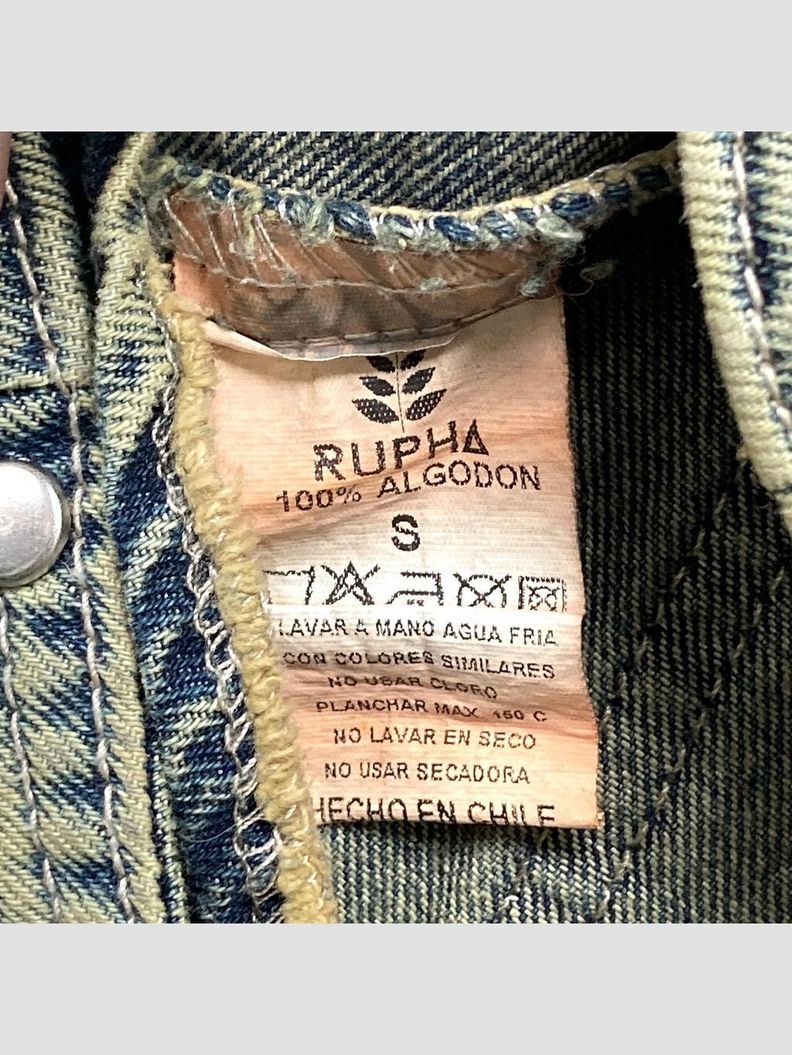 RUPHA
100% ALGODON
S
LAVAR A MANO AGUA FRIA
CON COLORES SIMILARES
NO USAR CLORO
PLANCHAR MAX. 150 C
NO LAVAR EN SECO
NO USAR SECADORA
HECHO EN CHILE